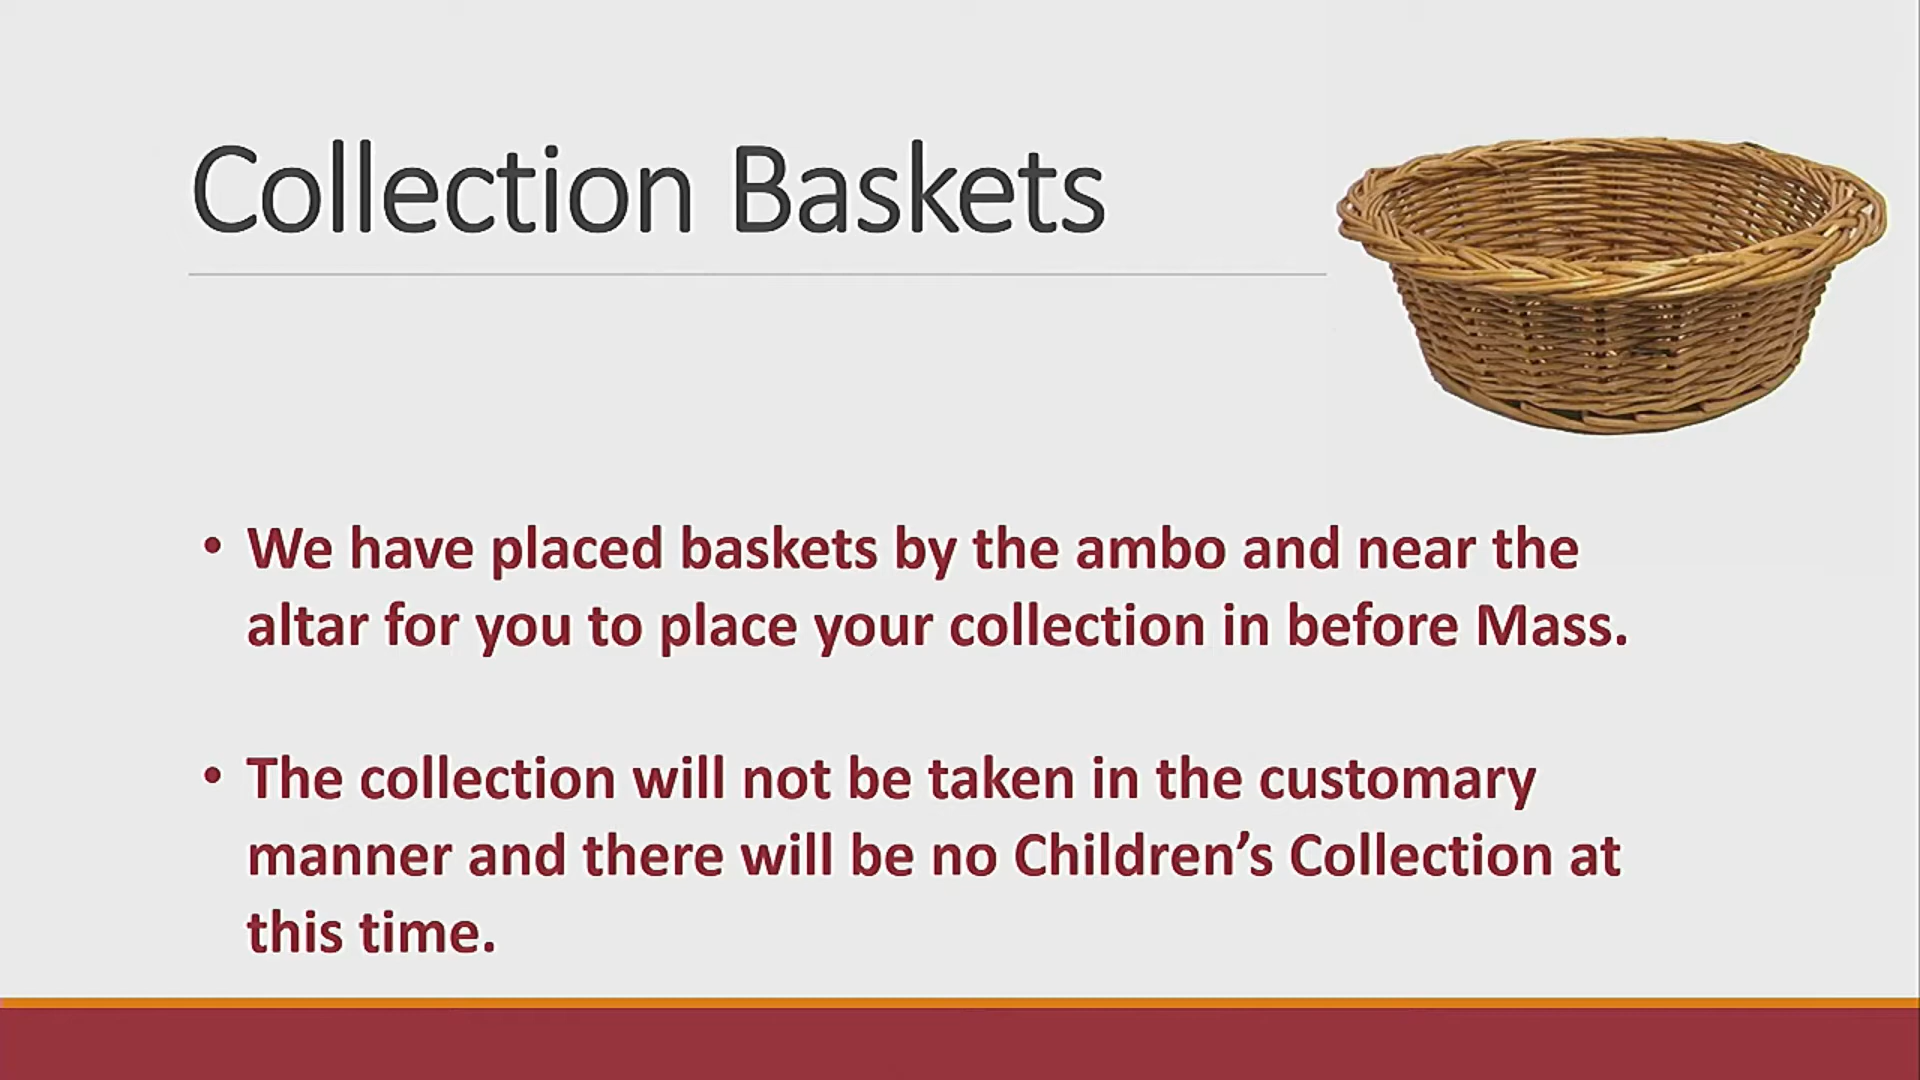 Collection Baskets
• We have placed baskets by the ambo and near the
altar for you to place your collection in before Mass.
• The collection will not be taken in the customary
manner and there will be no Children’s Collection at
this time.